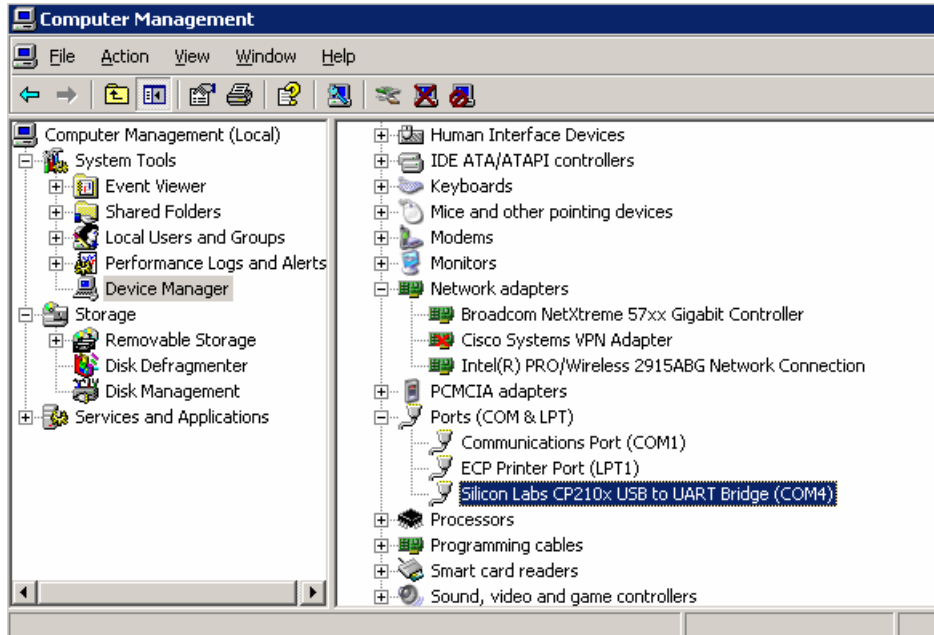 Computer Management
File Action View Window Help
Computer Management (Local)
System Tools
Event Viewer
Shared Folders
Local Users and Groups
Performance Logs and Alerts
Device Manager
Storage
Removable Storage
Disk Defragmenter
Disk Management
Services and Applications
Human Interface Devices
IDE ATA/ATAPI controllers
Keyboards
Mice and other pointing devices
Modems
Monitors
Network adapters
Broadcom NetXtreme 57xx Gigabit Controller
Cisco Systems VPN Adapter
Intel(R) PRO/Wireless 2915ABG Network Connection
PCMCIA adapters
Ports (COM & LPT)
Communications Port (COM1)
ECP Printer Port (LPT1)
Silicon Labs CP210x USB to UART Bridge (COM4)
Processors
Programming cables
Smart card readers
Sound, video and game controllers